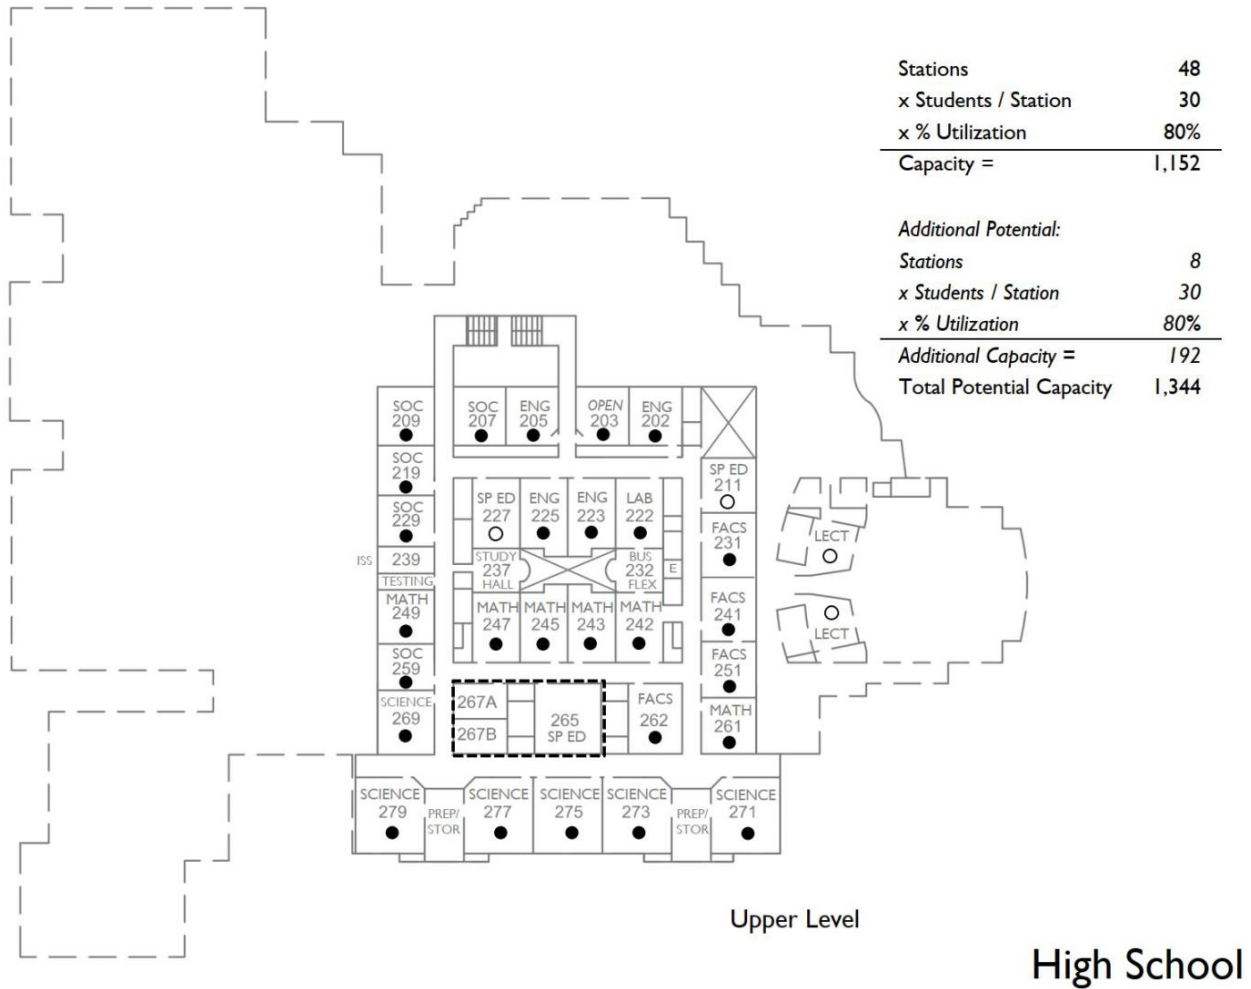 Stations 48
x Students / Station 30
x % Utilization 80%
Capacity = 1,152
Additional Potential:
Stations 8
x Students / Station 30
x % Utilization 80%
Additional Capacity = 192
Total Potential Capacity 1,344
SOC
209
SOC
207
ENG
205
OPEN
203
ENG
202
SOC
219
SP ED
211
SOC
229
SP ED
227
ENG
225
ENG
223
LAB
222
FACS
231
LECT
ISS
239
TESTING
STUDY
237
HALL
BUS
232
FLEX
E
MATH
249
MATH
247
MATH
245
MATH
243
MATH
242
FACS
241
LECT
SOC
259
FACS
251
SCIENCE
269
267A
267B
265
SP ED
FACS
262
MATH
261
SCIENCE
279
PREP/
STOR
SCIENCE
277
SCIENCE
275
SCIENCE
273
PREP/
STOR
SCIENCE
271
Upper Level
High School